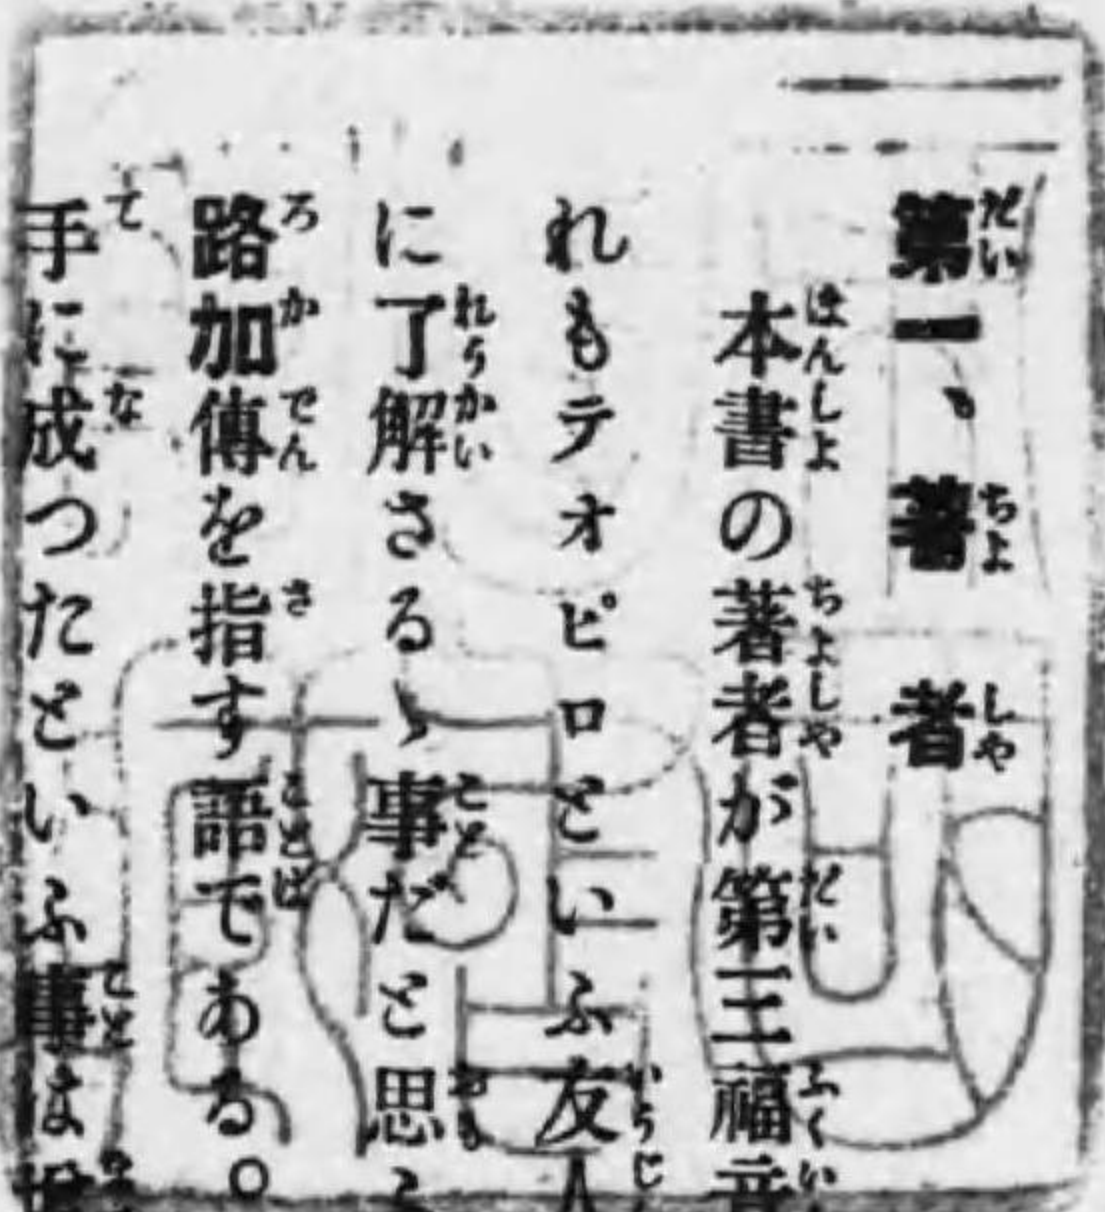 第一、著者
本書の著者が第三福音
れもテオピロといふ友人
に了解さるゝ事だと思
路加傳を指す語である。
手に成つたといふ事は